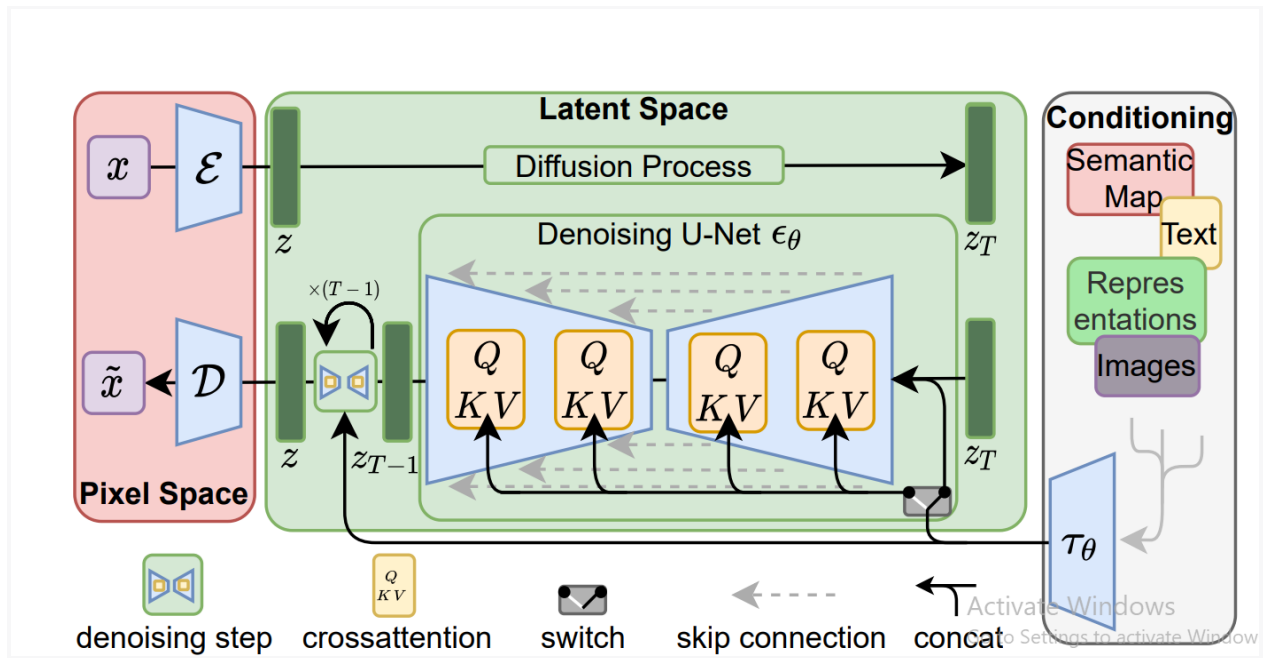 Latent Space
Conditioning
x
ℰ
Diffusion Process
Semantic
Map
Text
z
z_T
Denoising U-Net ϵ_θ
Repres
entations
Images
×(T−1)
x̃
𝒟
Q
KV
Q
KV
Q
KV
Q
KV
z
z_{T−1}
z_T
Pixel Space
τ_θ
Q
KV
denoising step
crossattention
switch
skip connection
concat
Activate Windows
Go to Settings to activate Window